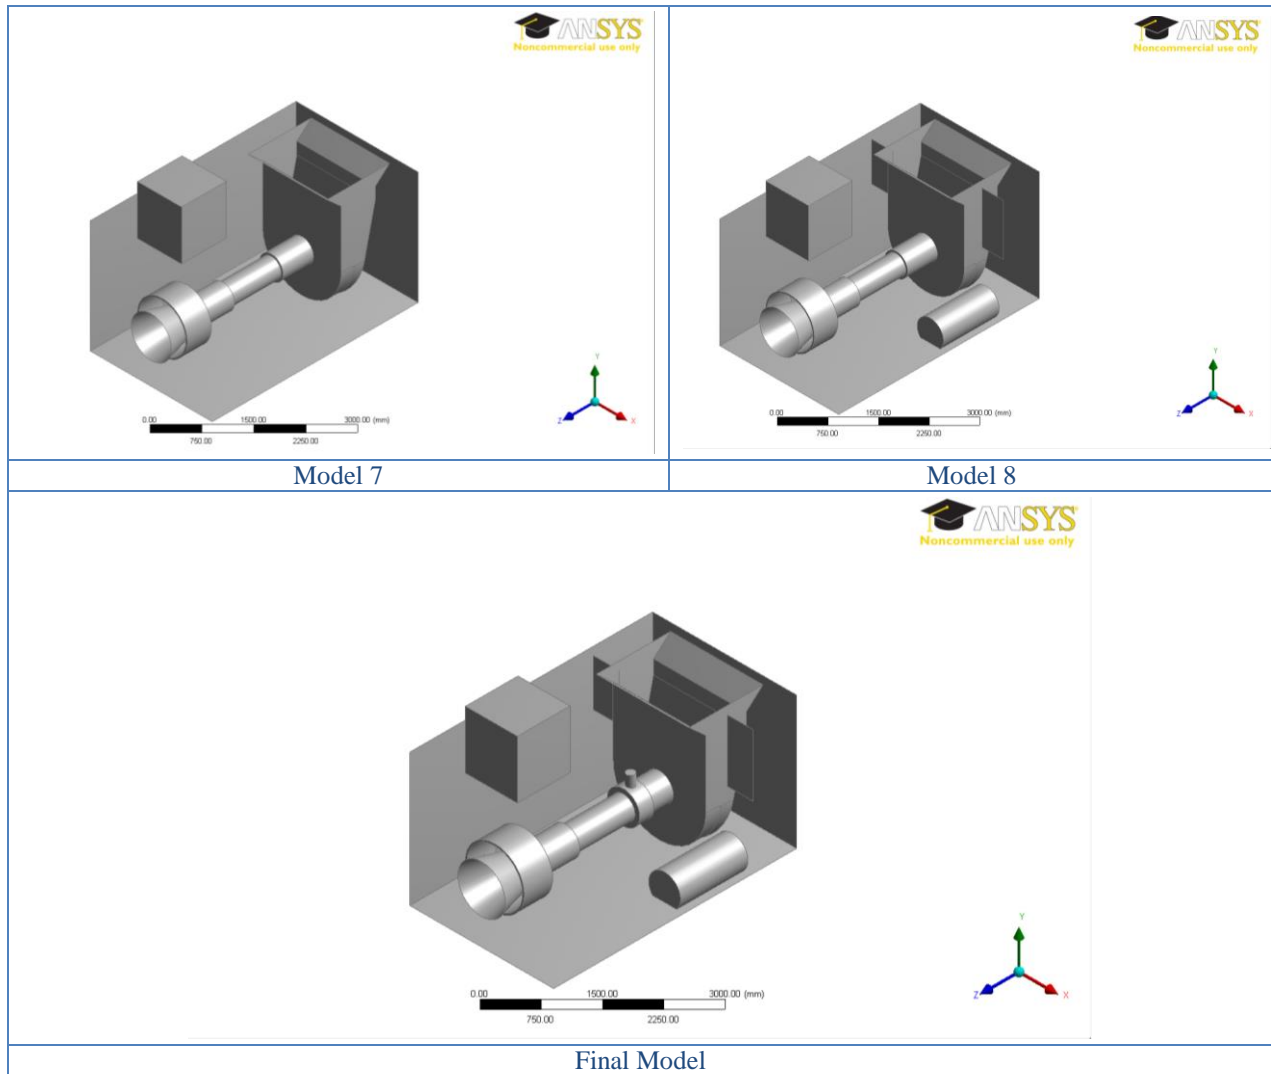 ANSYS
Noncommercial use only
Y
Z
X
0.00 1500.00 3000.00 (mm)
750.00 2250.00
Model 7
ANSYS
Noncommercial use only
Y
Z
X
0.00 1500.00 3000.00 (mm)
750.00 2250.00
Model 8
ANSYS
Noncommercial use only
Y
Z
X
0.00 1500.00 3000.00 (mm)
750.00 2250.00
Final Model